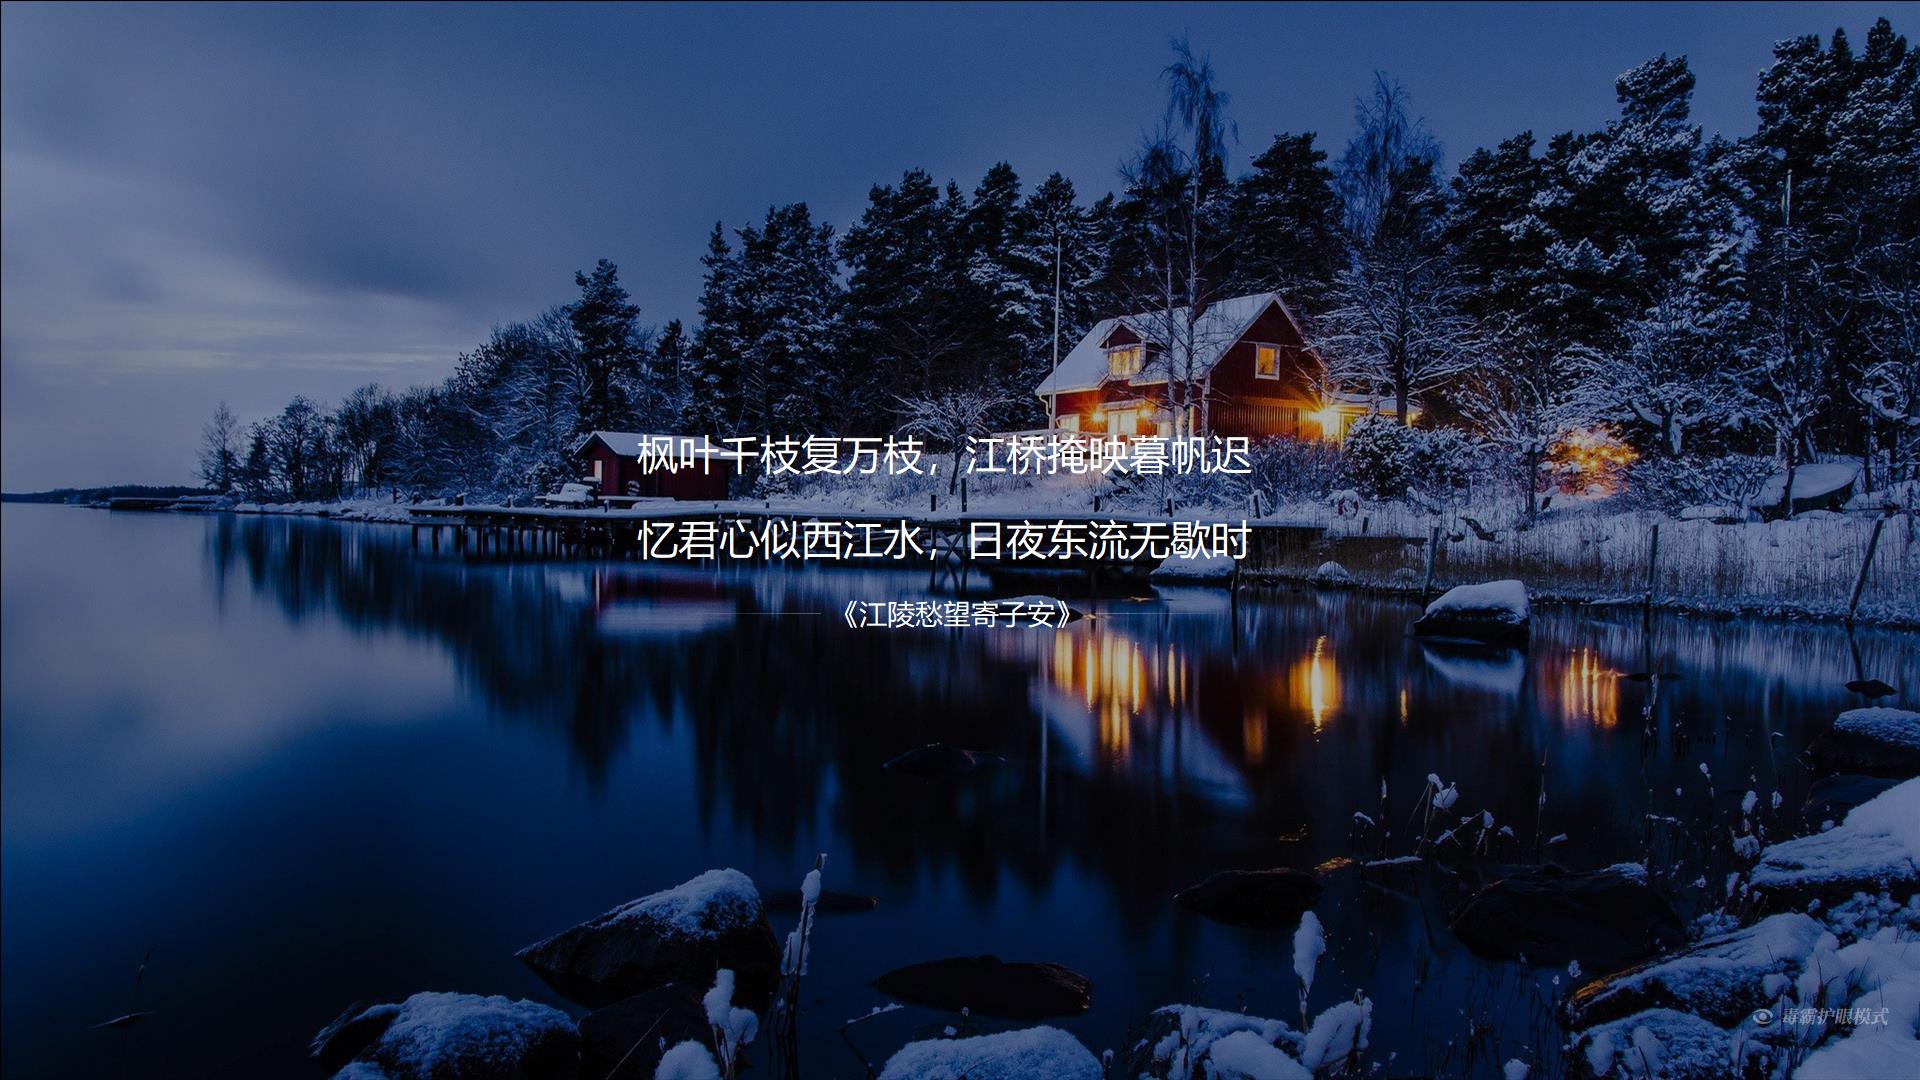 枫叶千枝复万枝，江桥掩映暮帆迟
忆君心似西江水，日夜东流无歇时
《江陵愁望寄子安》
毒霸护眼模式